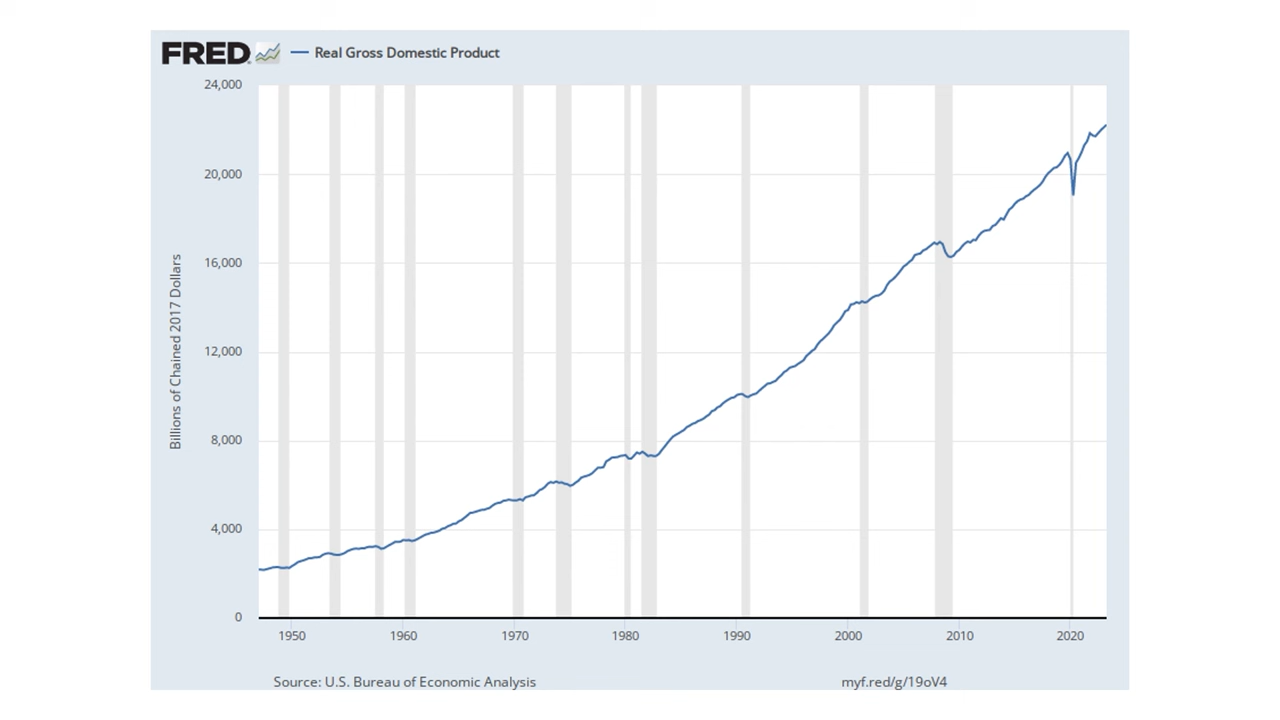 FRED Real Gross Domestic Product
24,000
20,000
16,000
12,000
8,000
4,000
0
Billions of Chained 2017 Dollars
1950 1960 1970 1980 1990 2000 2010 2020
Source: U.S. Bureau of Economic Analysis myf.red/g/19oV4